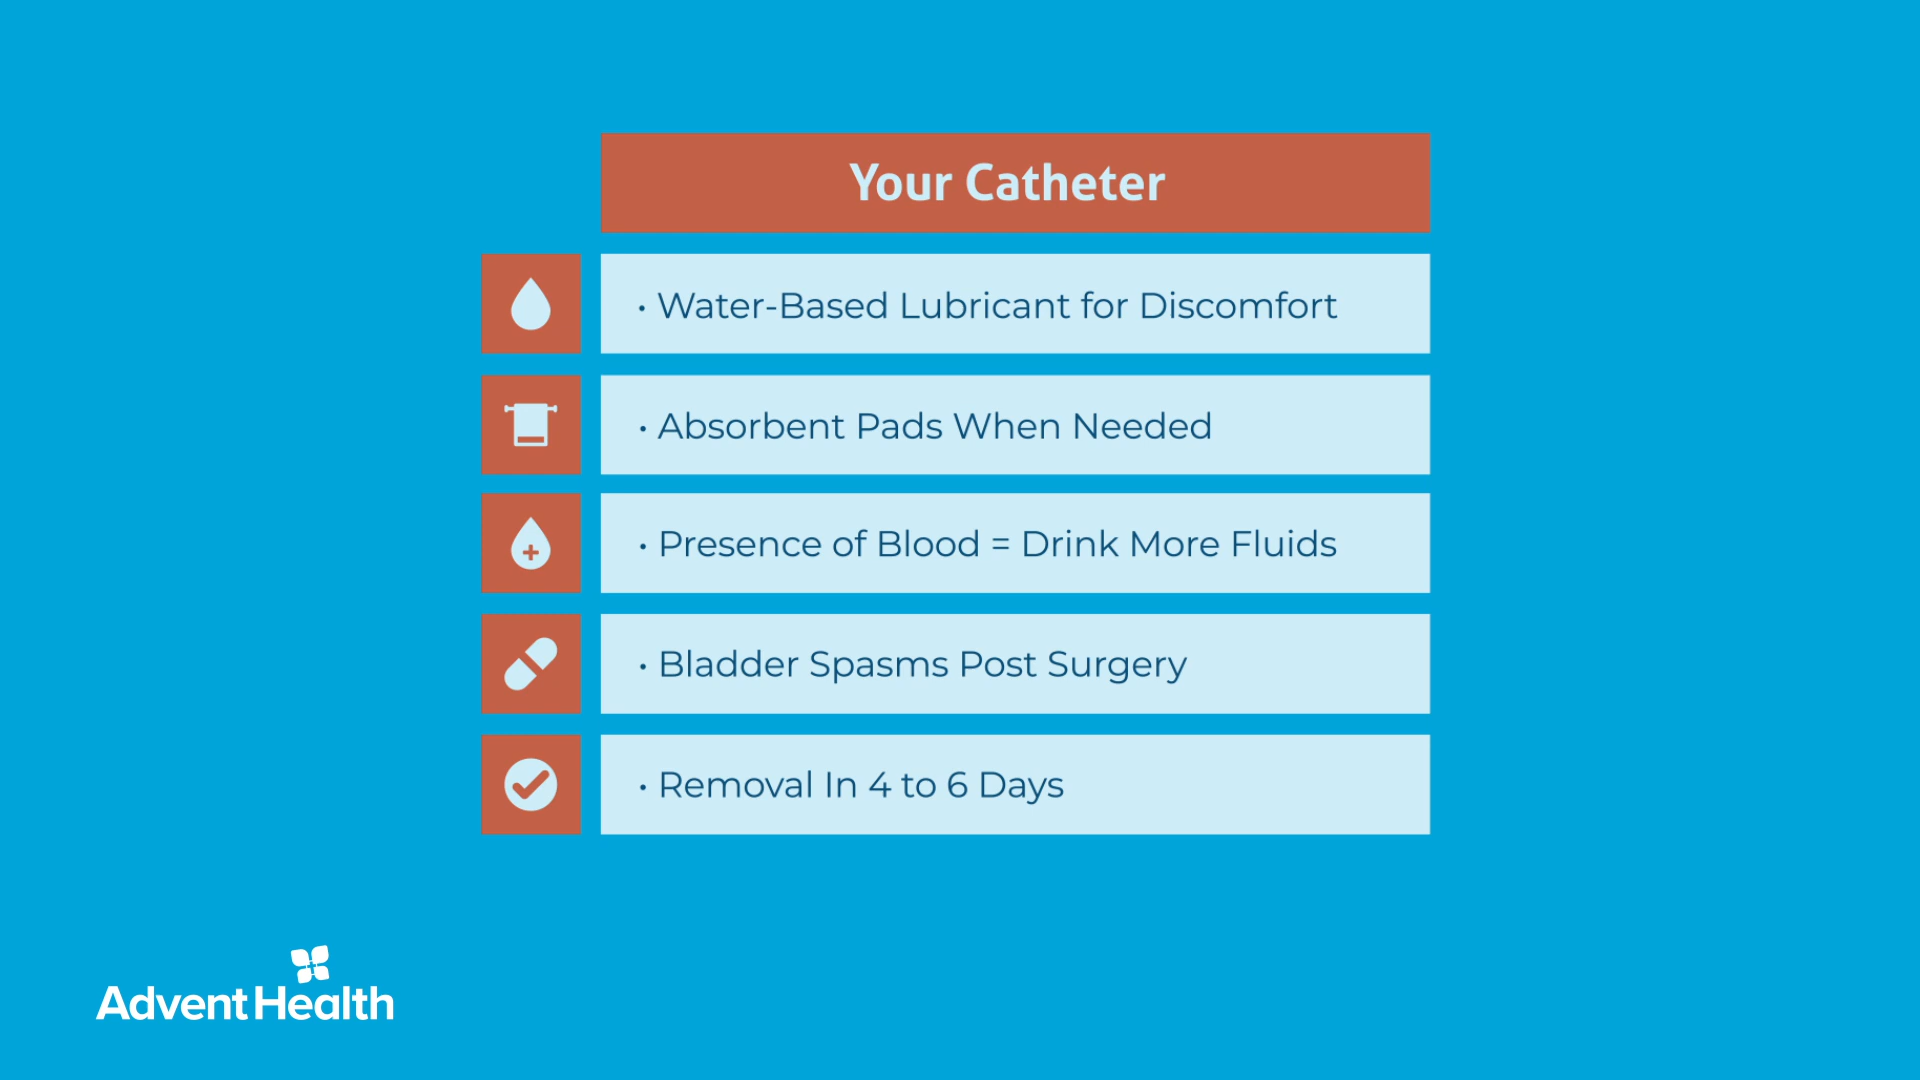 Your Catheter
• Water-Based Lubricant for Discomfort
• Absorbent Pads When Needed
• Presence of Blood = Drink More Fluids
• Bladder Spasms Post Surgery
• Removal In 4 to 6 Days
AdventHealth